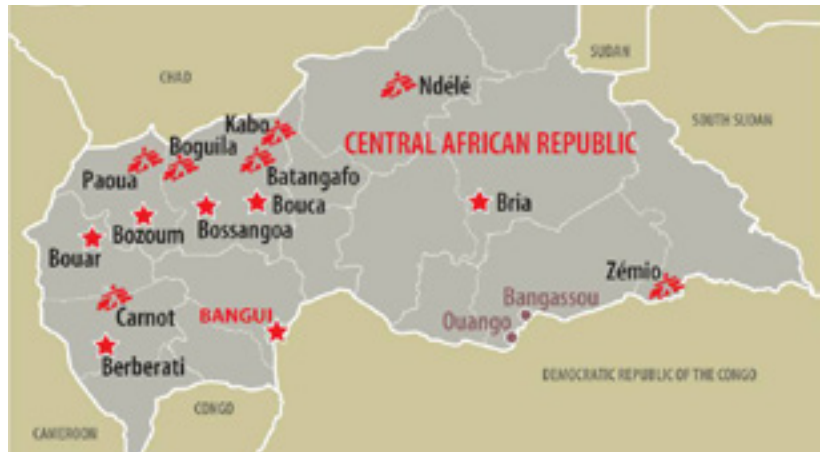 SUDAN
CHAD
Ndélé
SOUTH SUDAN
Kabo
CENTRAL AFRICAN REPUBLIC
Boguila
Paoua
Batangafo
Bouca
Bria
Bozoum
Bossangoa
Bouar
Zémio
Bangassou
Carnot
BANGUI
Ouango
Berberati
DEMOCRATIC REPUBLIC OF THE CONGO
CONGO
CAMEROON